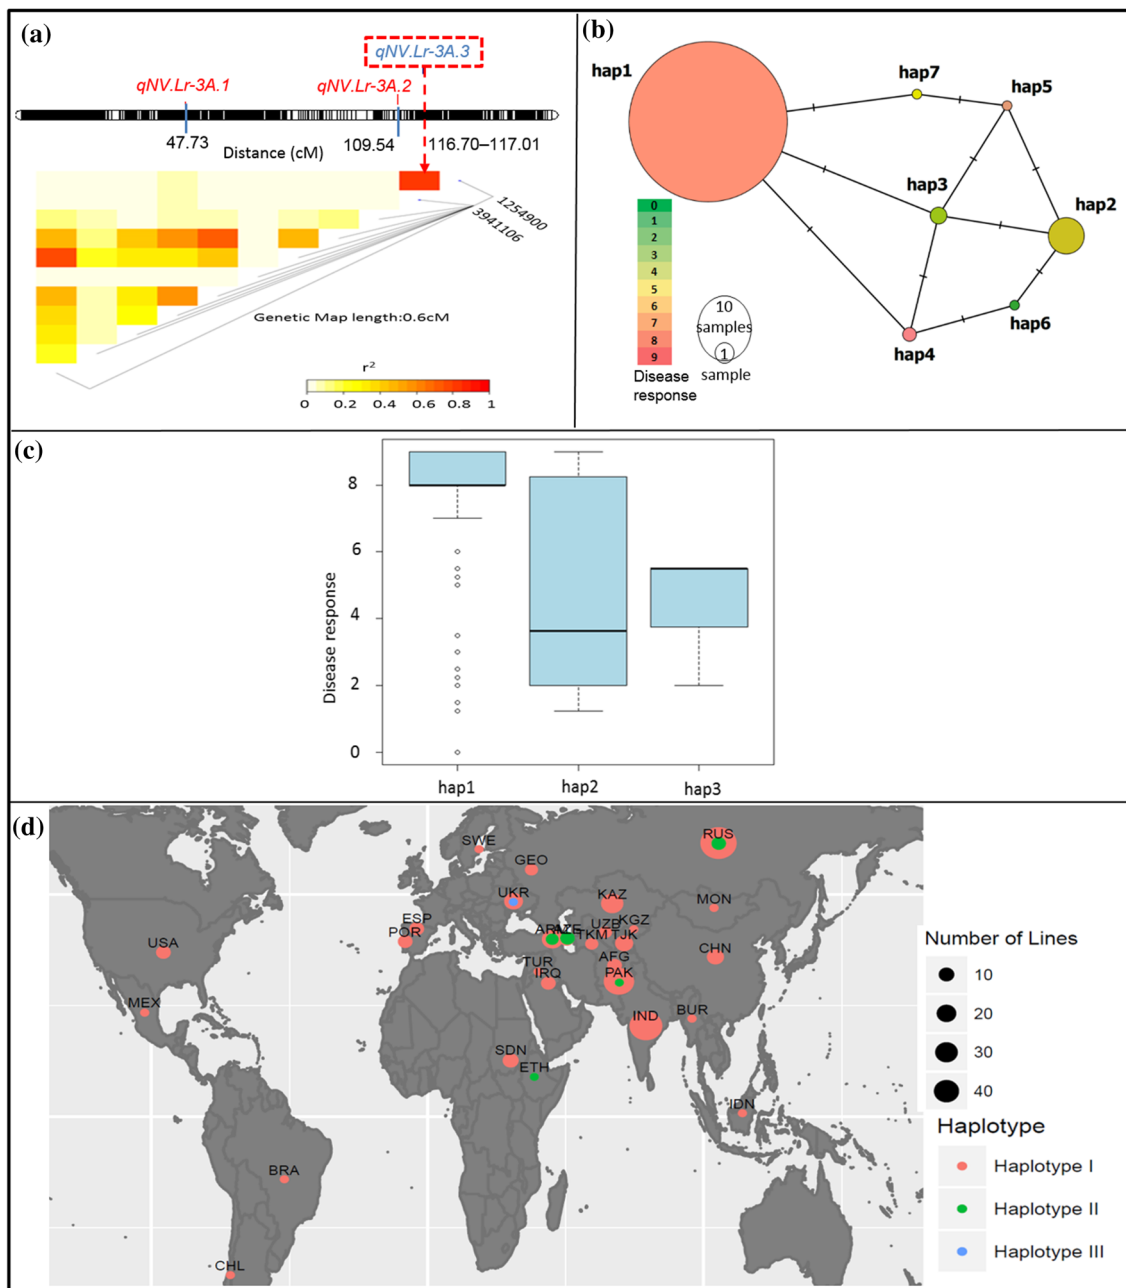 (a)
qNV.Lr-3A.3
qNV.Lr-3A.1
qNV.Lr-3A.2
47.73
Distance (cM)
109.54
116.70–117.01
1254900
3941106
Genetic Map length:0.6cM
r²
0 0.2 0.4 0.6 0.8 1
(b)
hap1
hap7
hap5
hap3
hap2
hap6
hap4
0
1
2
3
4
5
6
7
8
9
Disease
response
10
samples
1
sample
(c)
Disease response
8
6
4
2
0
hap1
hap2
hap3
(d)
SWE
RUS
GEO
UKR
KAZ
MON
ESP
POR
USA
ARM
AZE
UZB
KGZ
TKM
TJK
CHN
AFG
TUR
IRQ
PAK
MEX
IND
BUR
SDN
ETH
IDN
BRA
CHL
Number of Lines
10
20
30
40
Haplotype
Haplotype I
Haplotype II
Haplotype III